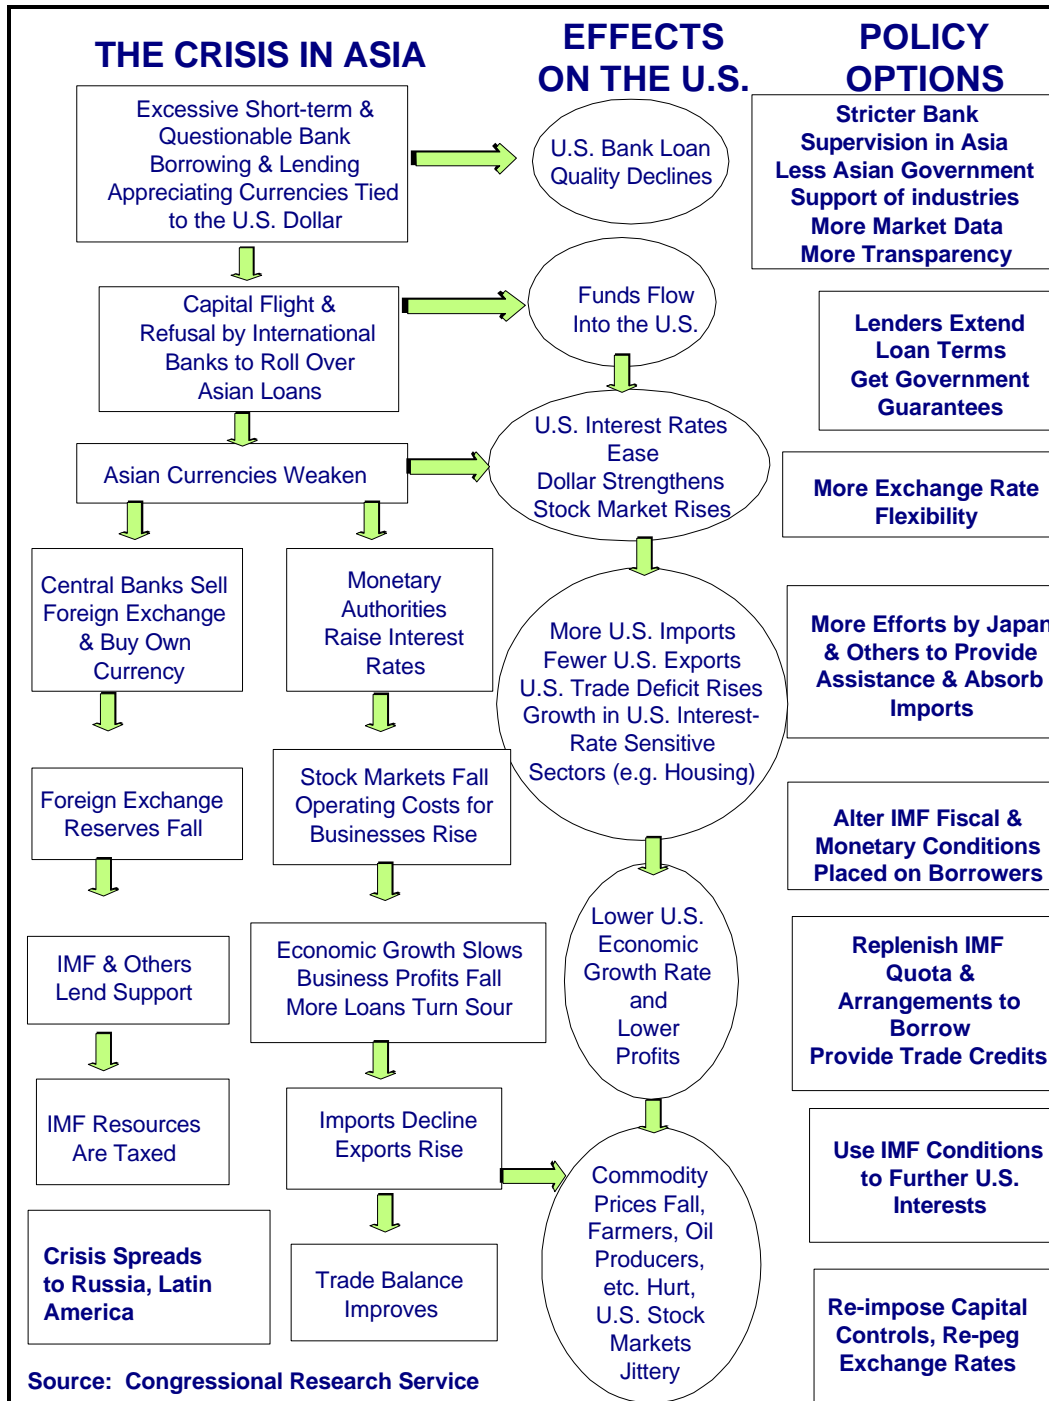 THE CRISIS IN ASIA
Excessive Short-term &
Questionable Bank
Borrowing & Lending
Appreciating Currencies Tied
to the U.S. Dollar
Capital Flight &
Refusal by International
Banks to Roll Over
Asian Loans
Asian Currencies Weaken
Central Banks Sell
Foreign Exchange
& Buy Own
Currency
Foreign Exchange
Reserves Fall
IMF & Others
Lend Support
IMF Resources
Are Taxed
Crisis Spreads
to Russia, Latin
America
Monetary
Authorities
Raise Interest
Rates
Stock Markets Fall
Operating Costs for
Businesses Rise
Economic Growth Slows
Business Profits Fall
More Loans Turn Sour
Imports Decline
Exports Rise
Trade Balance
Improves
EFFECTS
ON THE U.S.
U.S. Bank Loan
Quality Declines
Funds Flow
Into the U.S.
U.S. Interest Rates
Ease
Dollar Strengthens
Stock Market Rises
More U.S. Imports
Fewer U.S. Exports
U.S. Trade Deficit Rises
Growth in U.S. Interest-
Rate Sensitive
Sectors (e.g. Housing)
Lower U.S.
Economic
Growth Rate
and
Lower
Profits
Commodity
Prices Fall,
Farmers, Oil
Producers,
etc. Hurt,
U.S. Stock
Markets
Jittery
POLICY
OPTIONS
Stricter Bank
Supervision in Asia
Less Asian Government
Support of industries
More Market Data
More Transparency
Lenders Extend
Loan Terms
Get Government
Guarantees
More Exchange Rate
Flexibility
More Efforts by Japan
& Others to Provide
Assistance & Absorb
Imports
Alter IMF Fiscal &
Monetary Conditions
Placed on Borrowers
Replenish IMF
Quota &
Arrangements to
Borrow
Provide Trade Credits
Use IMF Conditions
to Further U.S.
Interests
Re-impose Capital
Controls, Re-peg
Exchange Rates
Source: Congressional Research Service